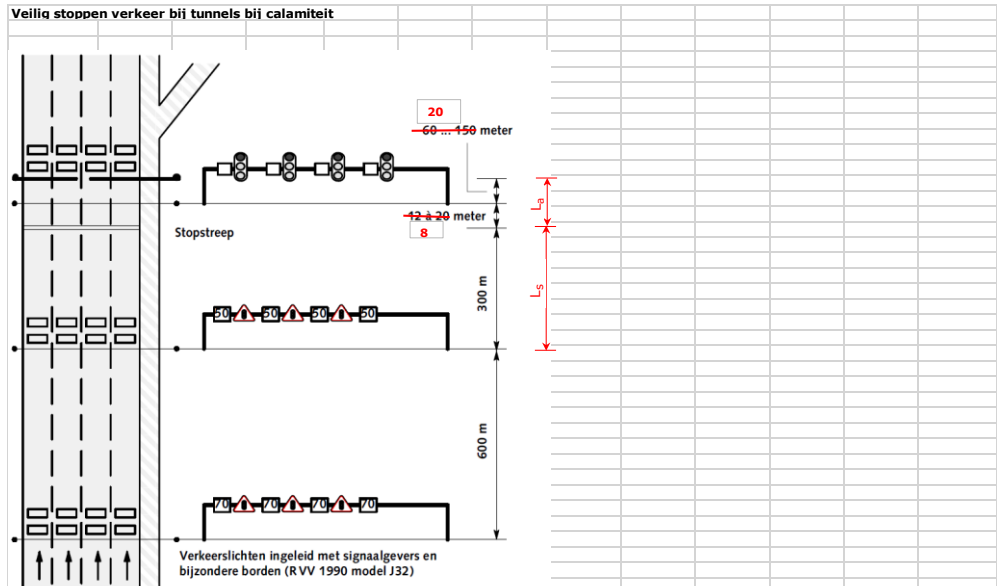 Veilig stoppen verkeer bij tunnels bij calamiteit
20
60 ... 150 meter
La
12 à 20 meter
8
Stopstreep
300 m
Ls
50 50 50 50
600 m
70 70 70 70
Verkeerslichten ingeleid met signaalgevers en
bijzondere borden (RVV 1990 model J32)